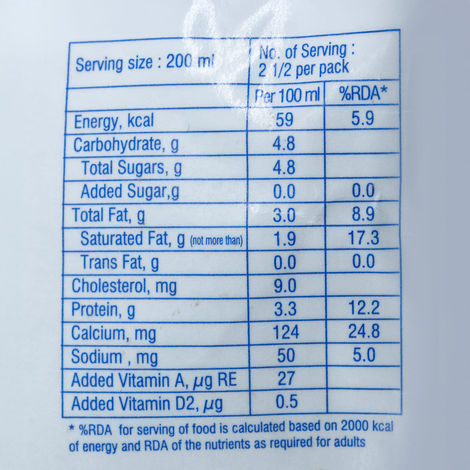 Serving size : 200 ml No. of Serving :
2 1/2 per pack
Per 100 ml %RDA*
Energy, kcal 59 5.9
Carbohydrate, g 4.8
Total Sugars, g 4.8
Added Sugar,g 0.0 0.0
Total Fat, g 3.0 8.9
Saturated Fat, g (not more than) 1.9 17.3
Trans Fat, g 0.0 0.0
Cholesterol, mg 9.0
Protein, g 3.3 12.2
Calcium, mg 124 24.8
Sodium , mg 50 5.0
Added Vitamin A, µg RE 27
Added Vitamin D2, µg 0.5
* %RDA for serving of food is calculated based on 2000 kcal
of energy and RDA of the nutrients as required for adults